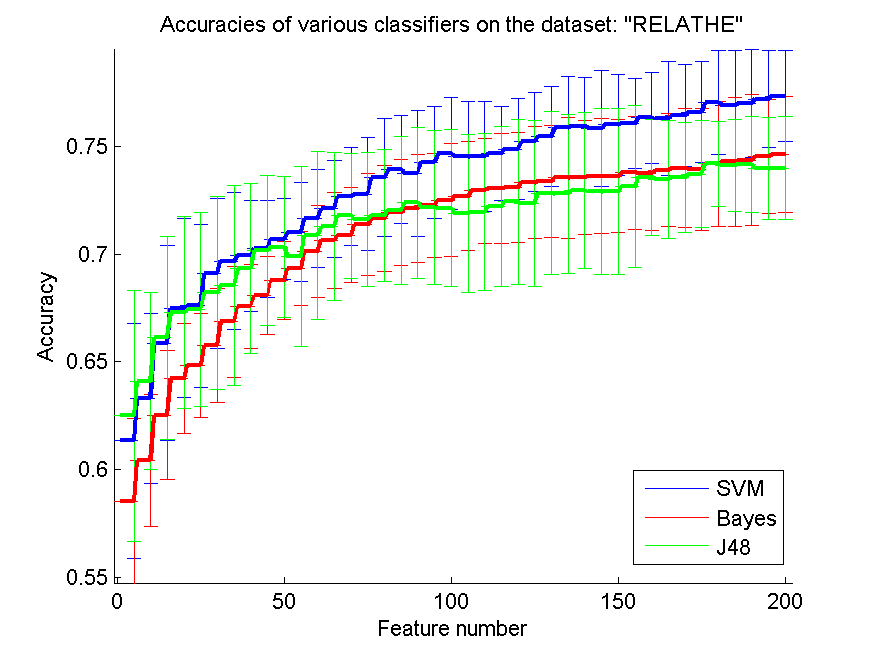 Accuracies of various classifiers on the dataset: "RELATHE"
0.75
0.7
0.65
0.6
0.55
Accuracy
SVM
Bayes
J48
0 50 100 150 200
Feature number